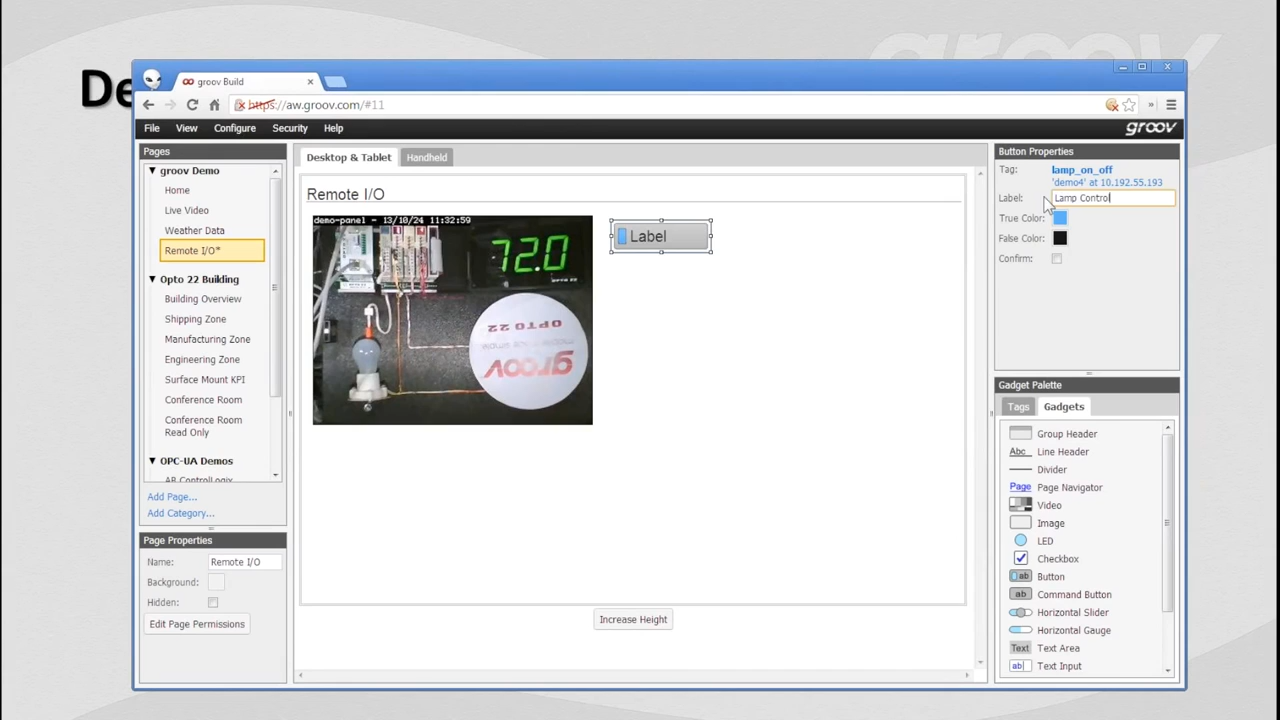 groov
De
groov Build
https://aw.groov.com/#11
File View Configure Security Help
groov
Pages
groov Demo
Home
Live Video
Weather Data
Remote I/O*
Opto 22 Building
Building Overview
Shipping Zone
Manufacturing Zone
Engineering Zone
Surface Mount KPI
Conference Room
Conference Room
Read Only
OPC-UA Demos
AB ControlLogix
Add Page...
Add Category...
Page Properties
Name: Remote I/O
Background:
Hidden:
Edit Page Permissions
Desktop & Tablet Handheld
Remote I/O
demo-panel - 13/10/24 11:32:59
72.0
OPTO 22
groov
Label
Increase Height
Button Properties
Tag: lamp_on_off
'demo4' at 10.192.55.193
Label: Lamp Control
True Color:
False Color:
Confirm:
Gadget Palette
Tags Gadgets
Group Header
Abc Line Header
Divider
Page Page Navigator
Video
Image
LED
Checkbox
ab Button
ab Command Button
Horizontal Slider
Horizontal Gauge
Text Text Area
ab Text Input